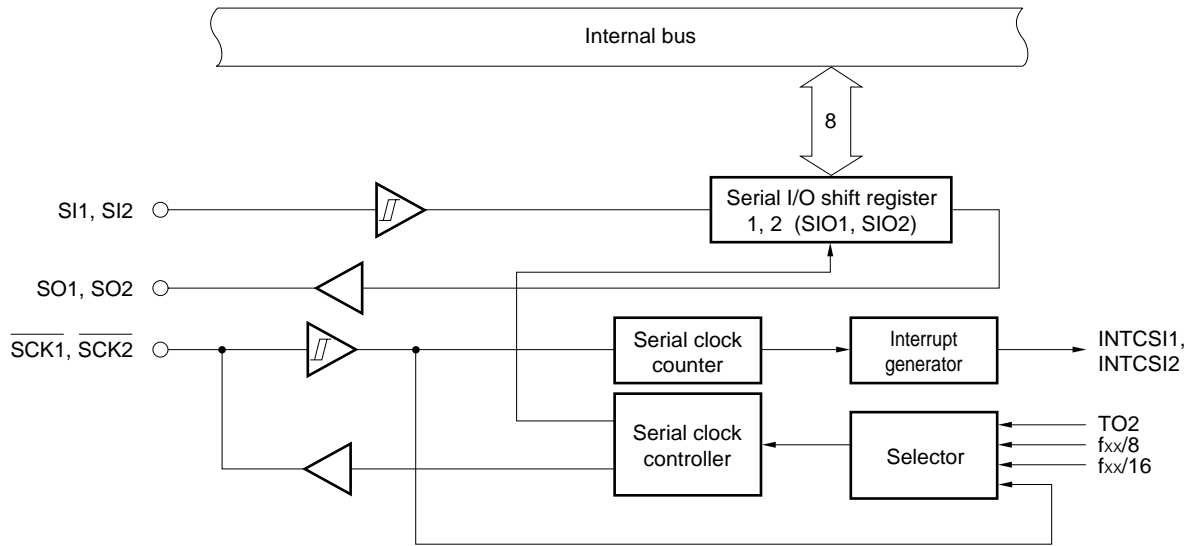 Internal bus
8
SI1, SI2
Serial I/O shift register
1, 2 (SIO1, SIO2)
SO1, SO2
SCK1, SCK2
Serial clock
counter
Interrupt
generator
INTCSI1,
INTCSI2
Serial clock
controller
Selector
TO2
fxx/8
fxx/16